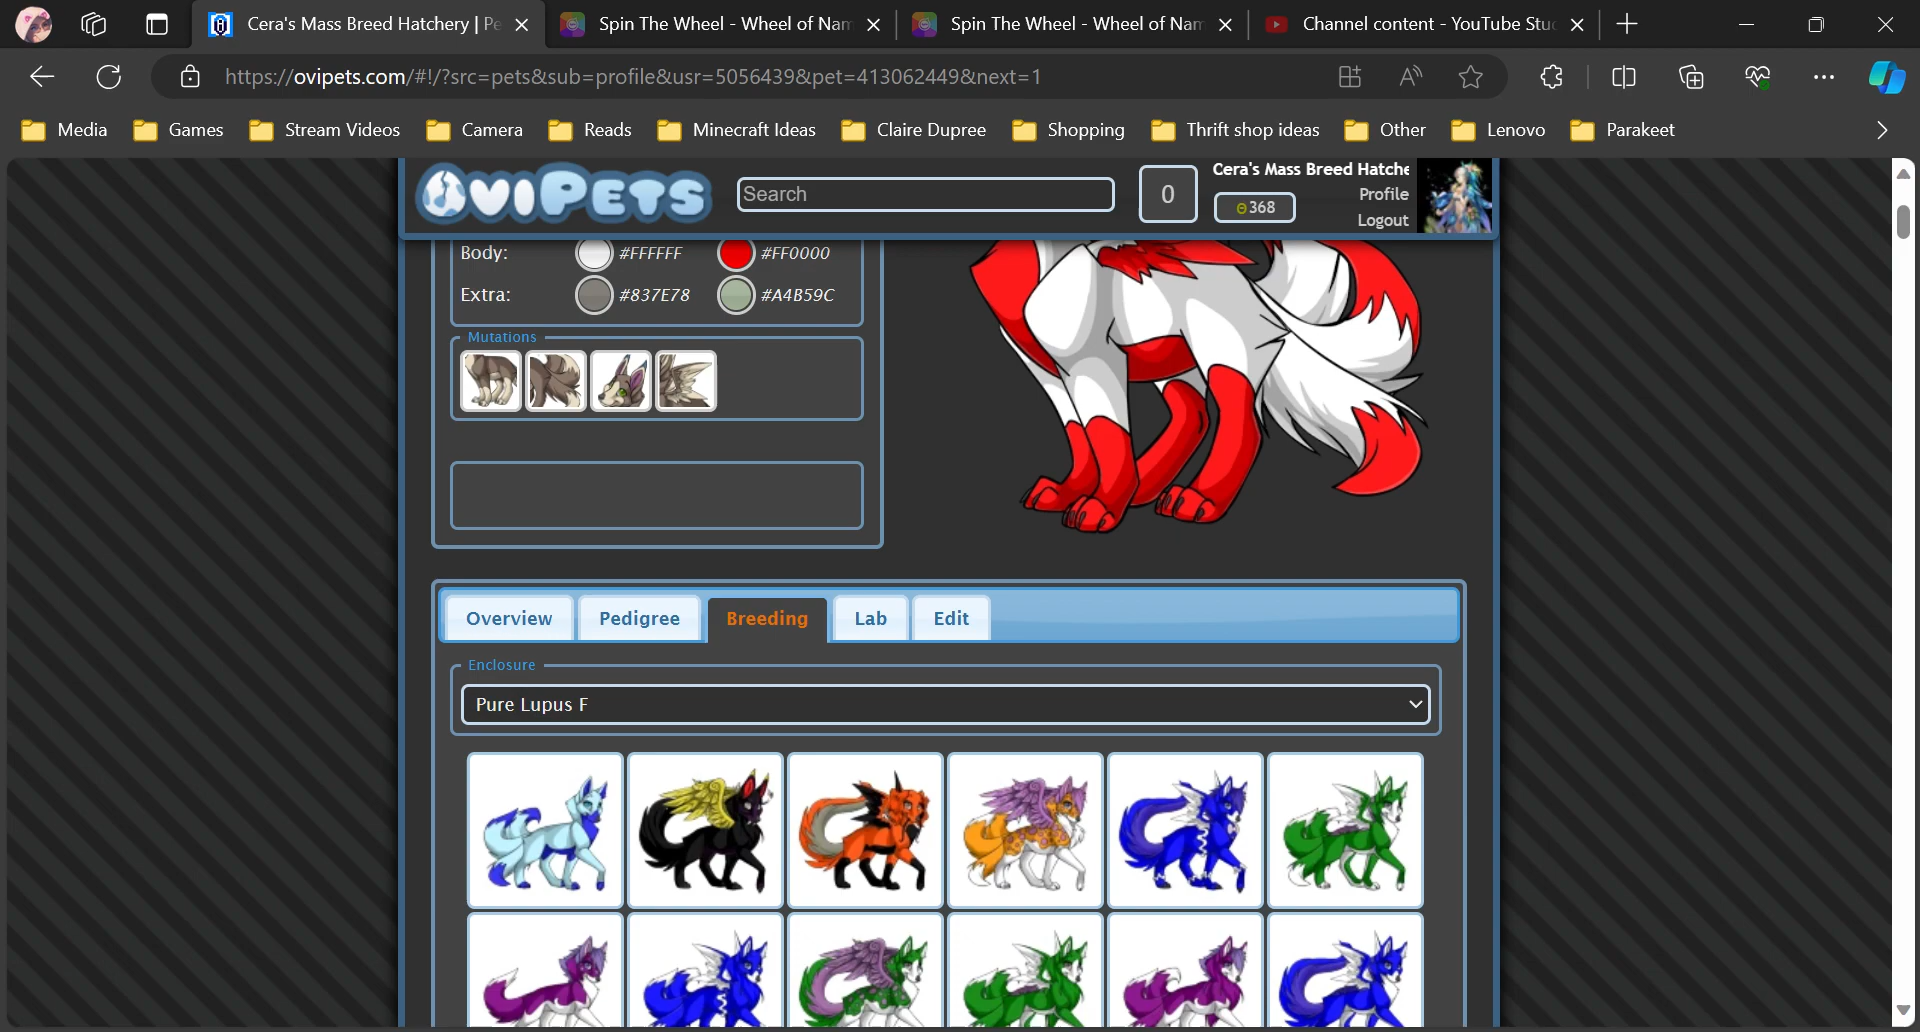 Cera's Mass Breed Hatchery | Pe
Spin The Wheel - Wheel of Nam
Spin The Wheel - Wheel of Nam
Channel content - YouTube Stu
https://ovipets.com/#!/?src=pets&sub=profile&usr=5056439&pet=413062449&next=1
Media
Games
Stream Videos
Camera
Reads
Minecraft Ideas
Claire Dupree
Shopping
Thrift shop ideas
Other
Lenovo
Parakeet
OviPets
Search
0
Cera's Mass Breed Hatche
368
Profile
Logout
Body: #FFFFFF #FF0000
Extra: #837E78 #A4B59C
Mutations
Overview
Pedigree
Breeding
Lab
Edit
Enclosure
Pure Lupus F